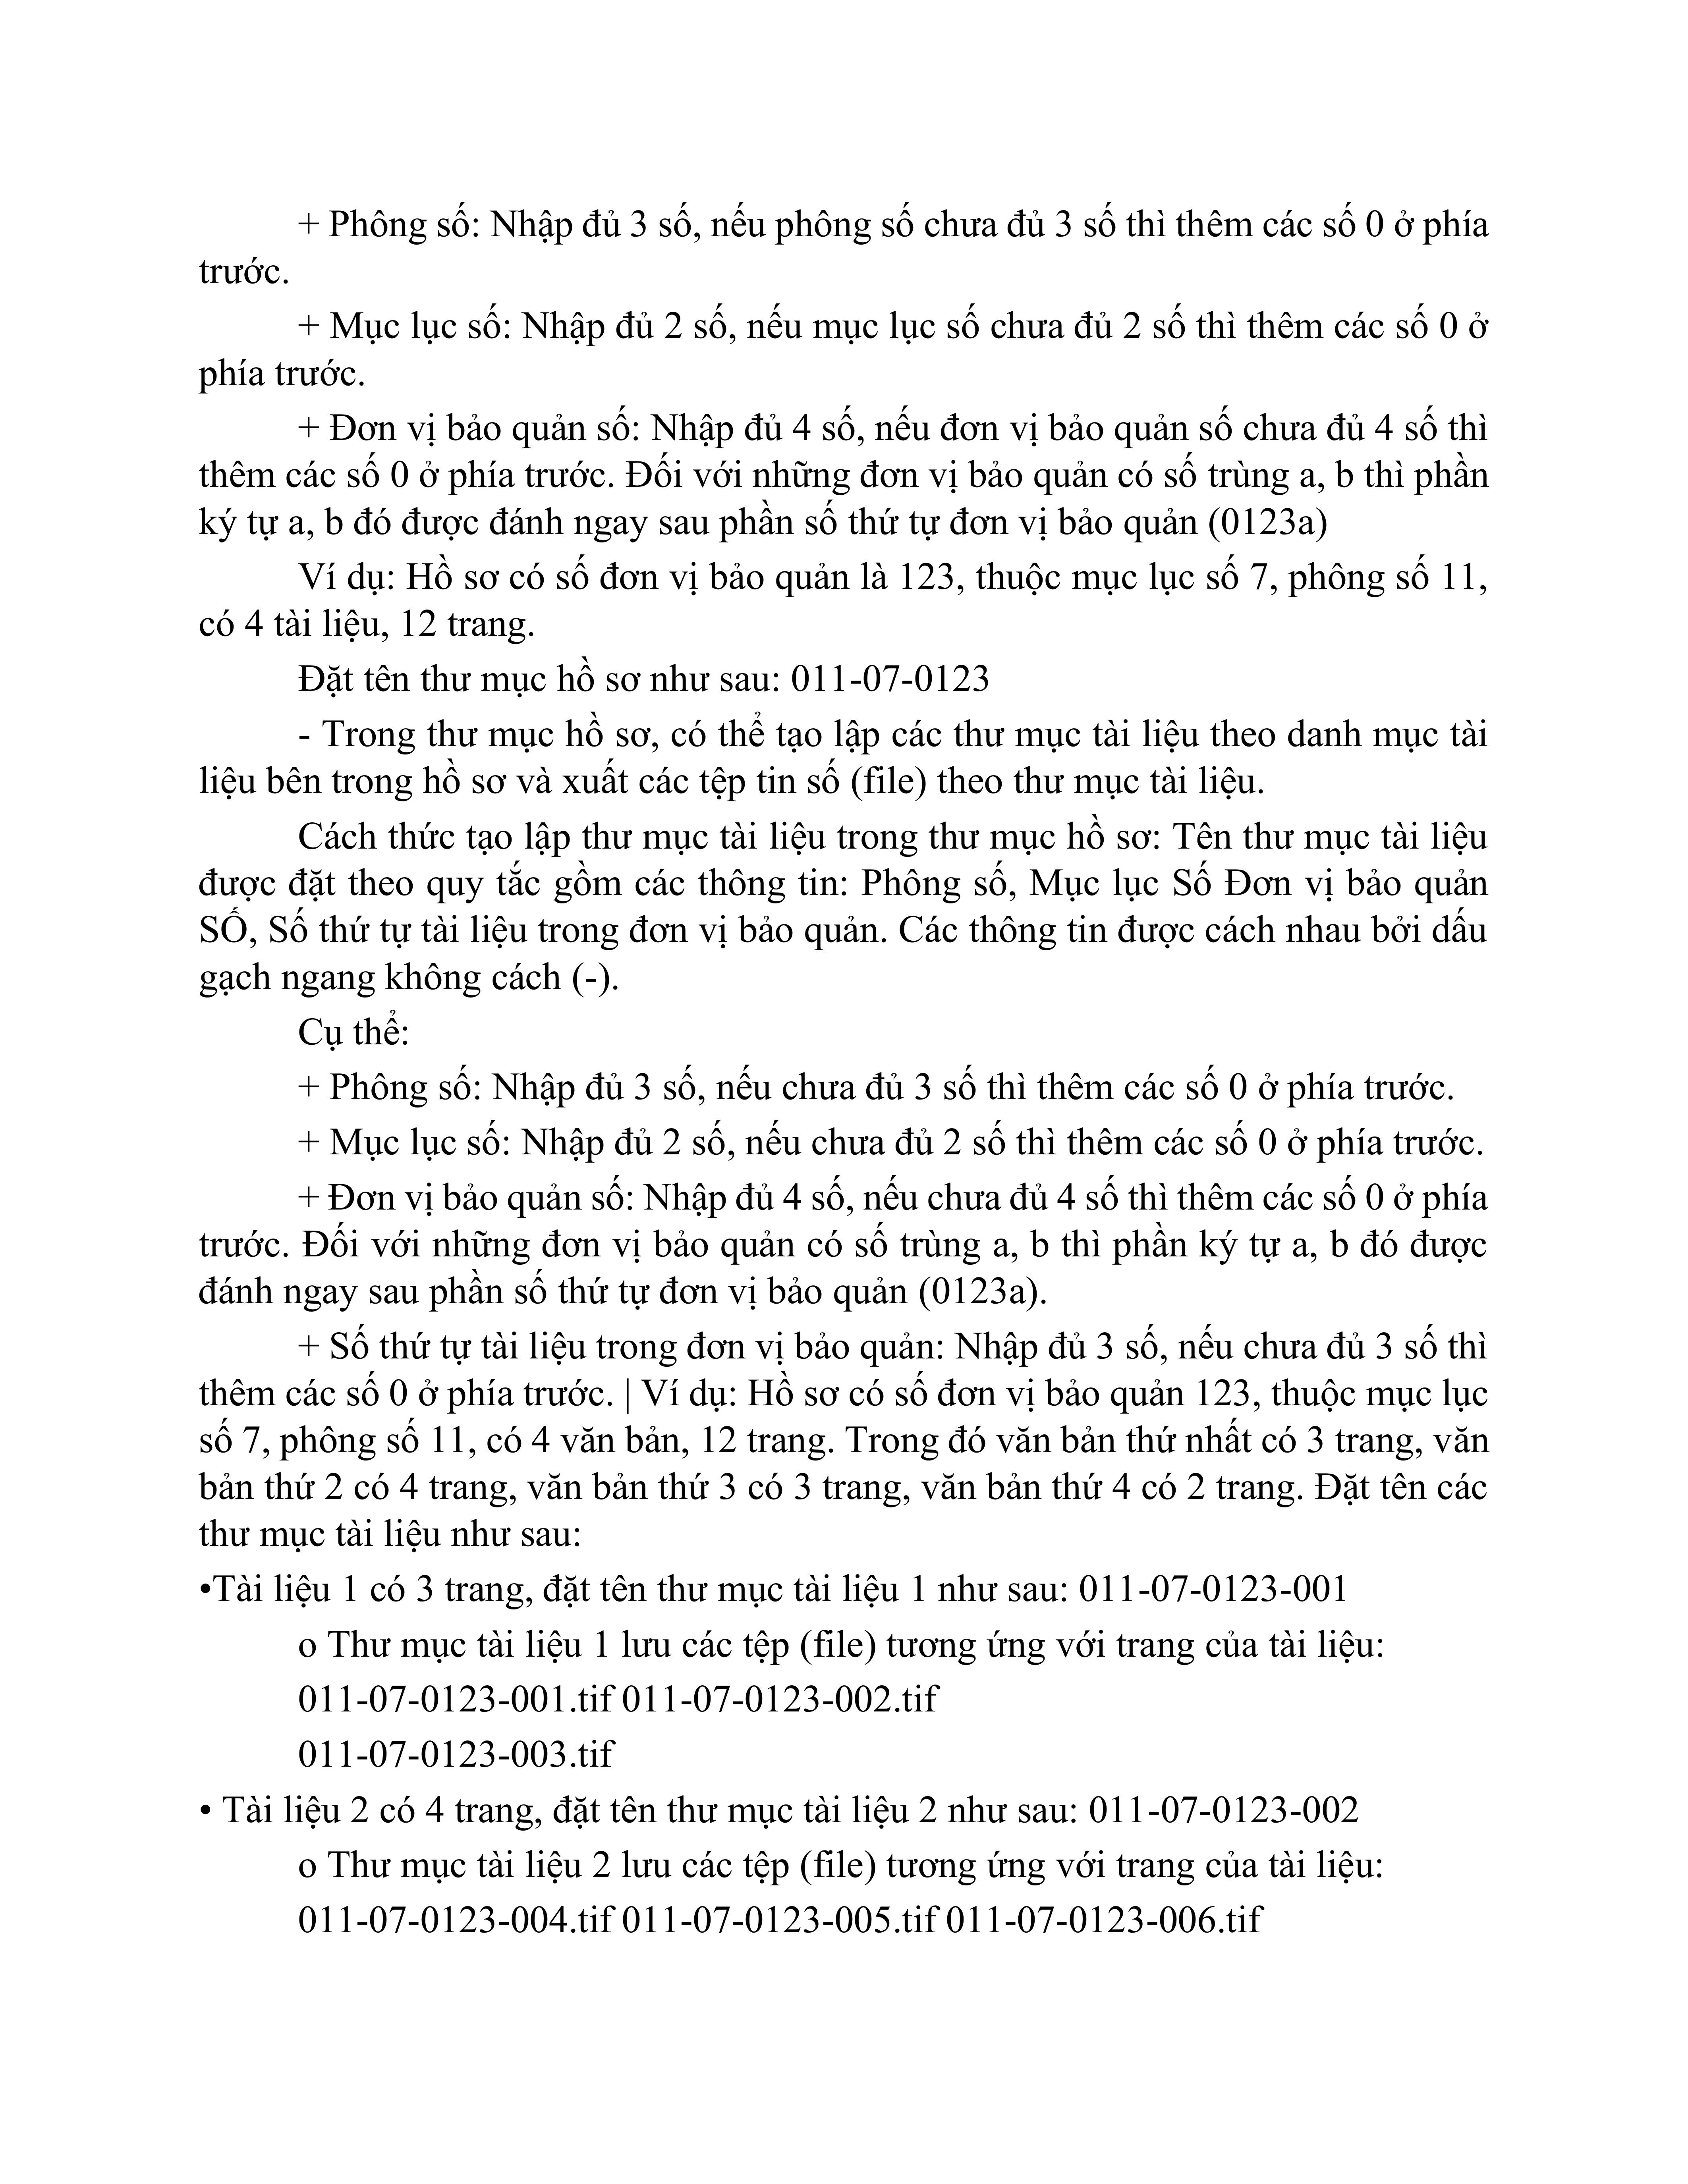 + Phông số: Nhập đủ 3 số, nếu phông số chưa đủ 3 số thì thêm các số 0 ở phía
trước.
+ Mục lục số: Nhập đủ 2 số, nếu mục lục số chưa đủ 2 số thì thêm các số 0 ở
phía trước.
+ Đơn vị bảo quản số: Nhập đủ 4 số, nếu đơn vị bảo quản số chưa đủ 4 số thì
thêm các số 0 ở phía trước. Đối với những đơn vị bảo quản có số trùng a, b thì phần
ký tự a, b đó được đánh ngay sau phần số thứ tự đơn vị bảo quản (0123a)
Ví dụ: Hồ sơ có số đơn vị bảo quản là 123, thuộc mục lục số 7, phông số 11,
có 4 tài liệu, 12 trang.
Đặt tên thư mục hồ sơ như sau: 011-07-0123
- Trong thư mục hồ sơ, có thể tạo lập các thư mục tài liệu theo danh mục tài
liệu bên trong hồ sơ và xuất các tệp tin số (file) theo thư mục tài liệu.
Cách thức tạo lập thư mục tài liệu trong thư mục hồ sơ: Tên thư mục tài liệu
được đặt theo quy tắc gồm các thông tin: Phông số, Mục lục Số Đơn vị bảo quản
SỐ, Số thứ tự tài liệu trong đơn vị bảo quản. Các thông tin được cách nhau bởi dấu
gạch ngang không cách (-).
Cụ thể:
+ Phông số: Nhập đủ 3 số, nếu chưa đủ 3 số thì thêm các số 0 ở phía trước.
+ Mục lục số: Nhập đủ 2 số, nếu chưa đủ 2 số thì thêm các số 0 ở phía trước.
+ Đơn vị bảo quản số: Nhập đủ 4 số, nếu chưa đủ 4 số thì thêm các số 0 ở phía
trước. Đối với những đơn vị bảo quản có số trùng a, b thì phần ký tự a, b đó được
đánh ngay sau phần số thứ tự đơn vị bảo quản (0123a).
+ Số thứ tự tài liệu trong đơn vị bảo quản: Nhập đủ 3 số, nếu chưa đủ 3 số thì
thêm các số 0 ở phía trước. | Ví dụ: Hồ sơ có số đơn vị bảo quản 123, thuộc mục lục
số 7, phông số 11, có 4 văn bản, 12 trang. Trong đó văn bản thứ nhất có 3 trang, văn
bản thứ 2 có 4 trang, văn bản thứ 3 có 3 trang, văn bản thứ 4 có 2 trang. Đặt tên các
thư mục tài liệu như sau:
•Tài liệu 1 có 3 trang, đặt tên thư mục tài liệu 1 như sau: 011-07-0123-001
o Thư mục tài liệu 1 lưu các tệp (file) tương ứng với trang của tài liệu:
011-07-0123-001.tif 011-07-0123-002.tif
011-07-0123-003.tif
• Tài liệu 2 có 4 trang, đặt tên thư mục tài liệu 2 như sau: 011-07-0123-002
o Thư mục tài liệu 2 lưu các tệp (file) tương ứng với trang của tài liệu:
011-07-0123-004.tif 011-07-0123-005.tif 011-07-0123-006.tif